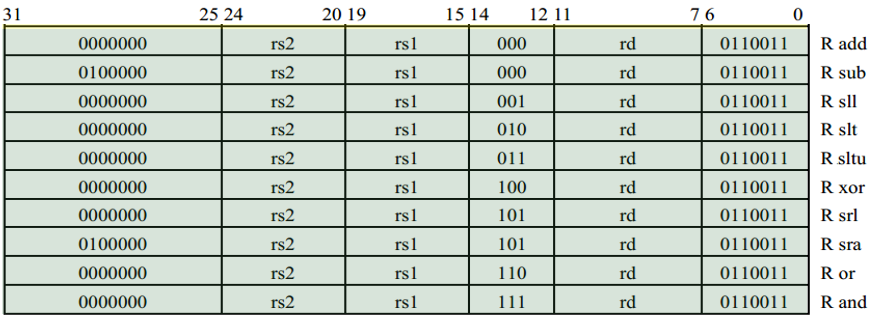 31 25 24 20 19 15 14 12 11 7 6 0
0000000 rs2 rs1 000 rd 0110011 R add
0100000 rs2 rs1 000 rd 0110011 R sub
0000000 rs2 rs1 001 rd 0110011 R sll
0000000 rs2 rs1 010 rd 0110011 R slt
0000000 rs2 rs1 011 rd 0110011 R sltu
0000000 rs2 rs1 100 rd 0110011 R xor
0000000 rs2 rs1 101 rd 0110011 R srl
0100000 rs2 rs1 101 rd 0110011 R sra
0000000 rs2 rs1 110 rd 0110011 R or
0000000 rs2 rs1 111 rd 0110011 R and